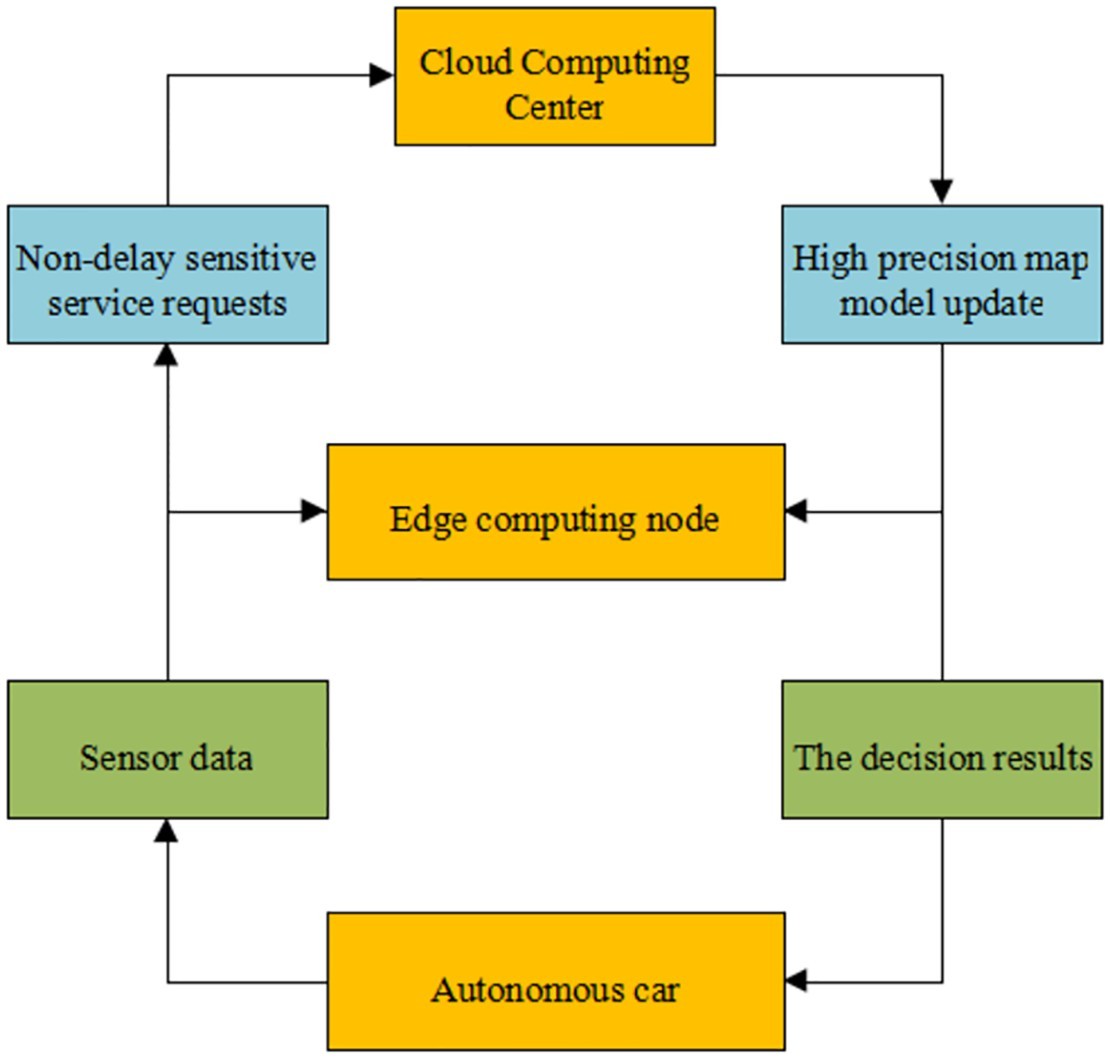 Cloud Computing
Center
Non-delay sensitive
service requests
High precision map
model update
Edge computing node
Sensor data
The decision results
Autonomous car